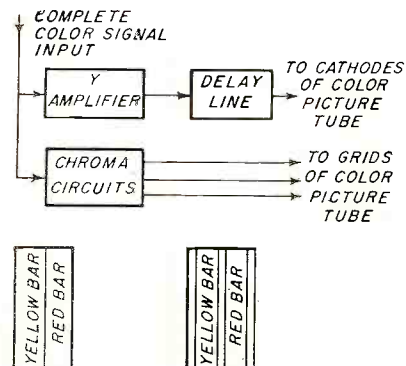 COMPLETE
COLOR SIGNAL
INPUT
Y
AMPLIFIER
DELAY
LINE
TO CATHODES
OF COLOR
PICTURE
TUBE
CHROMA
CIRCUITS
TO GRIDS
OF COLOR
PICTURE
TUBE
YELLOW BAR
RED BAR
YELLOW BAR
RED BAR